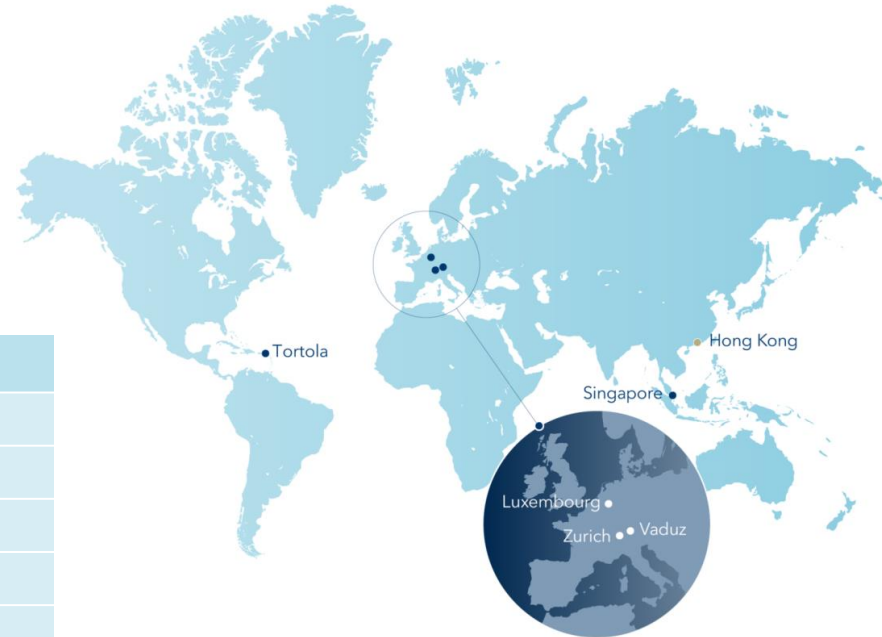 Tortola
Hong Kong
Singapore
Luxembourg
Zurich
Vaduz